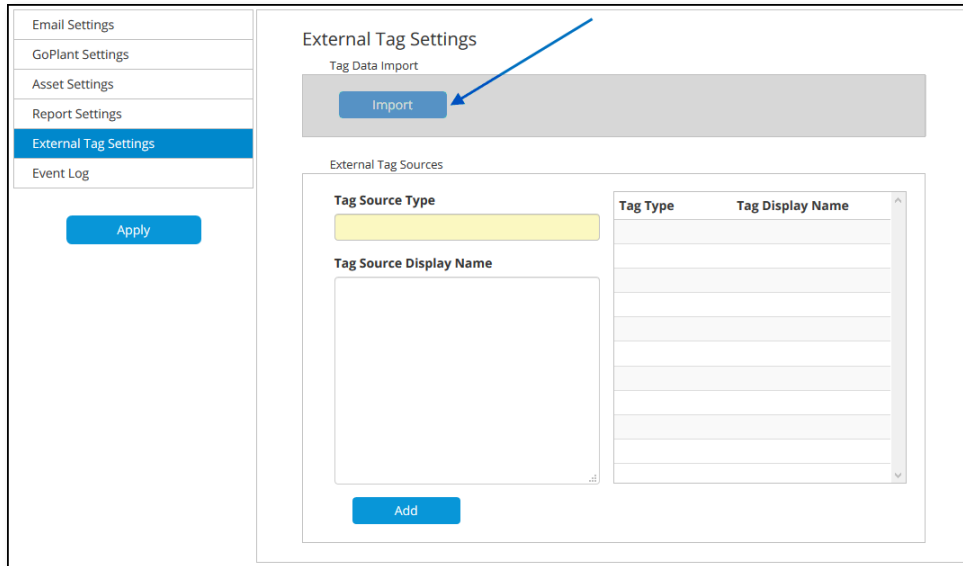 Email Settings
GoPlant Settings
Asset Settings
Report Settings
External Tag Settings
Event Log
Apply
External Tag Settings
Tag Data Import
Import
External Tag Sources
Tag Source Type
Tag Source Display Name
Add
Tag Type Tag Display Name